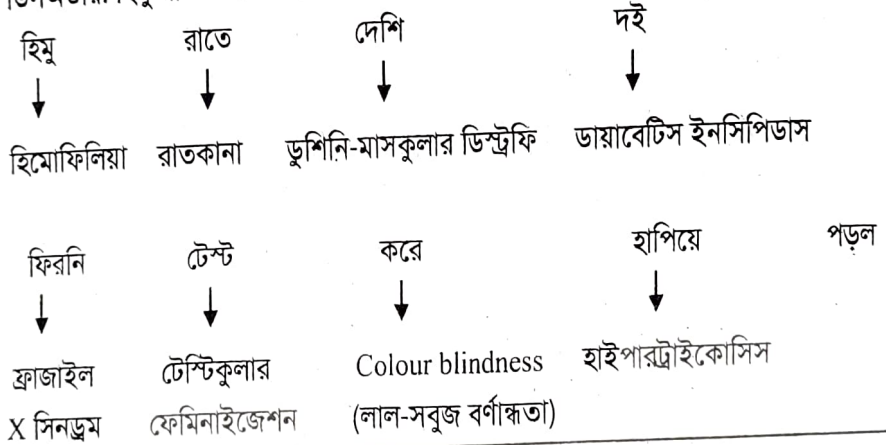 হিমু রাতে দেশি দই
হিমোফিলিয়া রাতকানা ডুশিনি-মাসকুলার ডিস্ট্রফি ডায়াবেটিস ইনসিপিডাস
ফিরনি টেস্ট করে হাপিয়ে পড়ল
ফ্রাজাইল টেস্টিকুলার Colour blindness হাইপারট্রাইকোসিস
X সিনড্রম ফেমিনাইজেশন (লাল-সবুজ বর্ণান্ধতা)